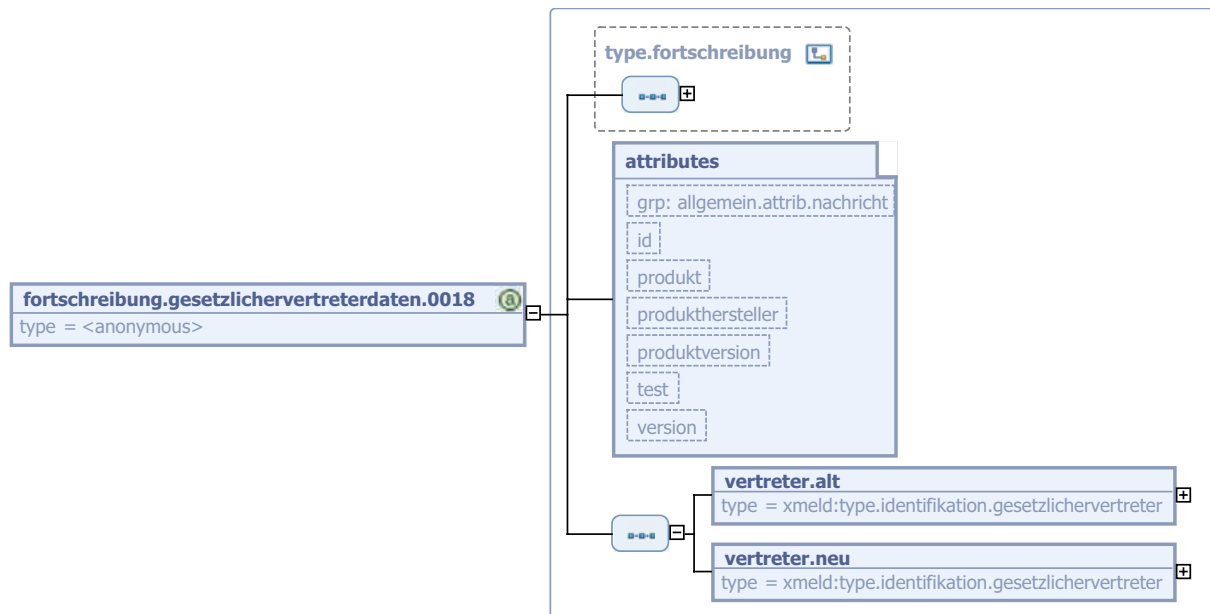 type.fortschreibung
attributes
grp: allgemein.attrib.nachricht
id
produkt
produkthersteller
produktversion
test
version
fortschreibung.gesetzlichervertreterdaten.0018 @
type = <anonymous>
vertreter.alt
type = xmeld:type.identifikation.gesetzlichervertreter
vertreter.neu
type = xmeld:type.identifikation.gesetzlichervertreter